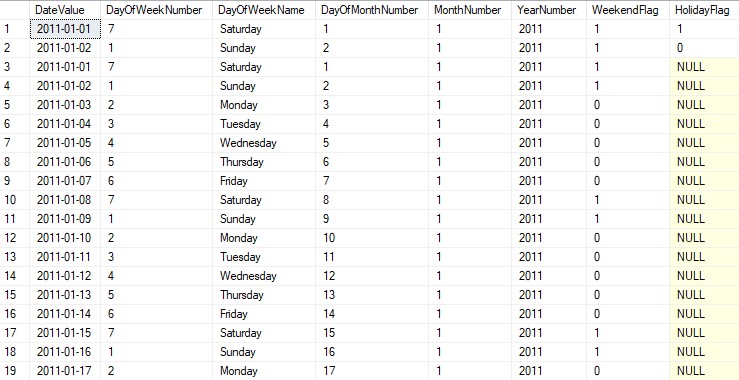 DateValue DayOfWeekNumber DayOfWeekName DayOfMonthNumber MonthNumber YearNumber WeekendFlag HolidayFlag
1 2011-01-01 7 Saturday 1 1 2011 1 1
2 2011-01-02 1 Sunday 2 1 2011 1 0
3 2011-01-01 7 Saturday 1 1 2011 1 NULL
4 2011-01-02 1 Sunday 2 1 2011 1 NULL
5 2011-01-03 2 Monday 3 1 2011 0 NULL
6 2011-01-04 3 Tuesday 4 1 2011 0 NULL
7 2011-01-05 4 Wednesday 5 1 2011 0 NULL
8 2011-01-06 5 Thursday 6 1 2011 0 NULL
9 2011-01-07 6 Friday 7 1 2011 0 NULL
10 2011-01-08 7 Saturday 8 1 2011 1 NULL
11 2011-01-09 1 Sunday 9 1 2011 1 NULL
12 2011-01-10 2 Monday 10 1 2011 0 NULL
13 2011-01-11 3 Tuesday 11 1 2011 0 NULL
14 2011-01-12 4 Wednesday 12 1 2011 0 NULL
15 2011-01-13 5 Thursday 13 1 2011 0 NULL
16 2011-01-14 6 Friday 14 1 2011 0 NULL
17 2011-01-15 7 Saturday 15 1 2011 1 NULL
18 2011-01-16 1 Sunday 16 1 2011 1 NULL
19 2011-01-17 2 Monday 17 1 2011 0 NULL